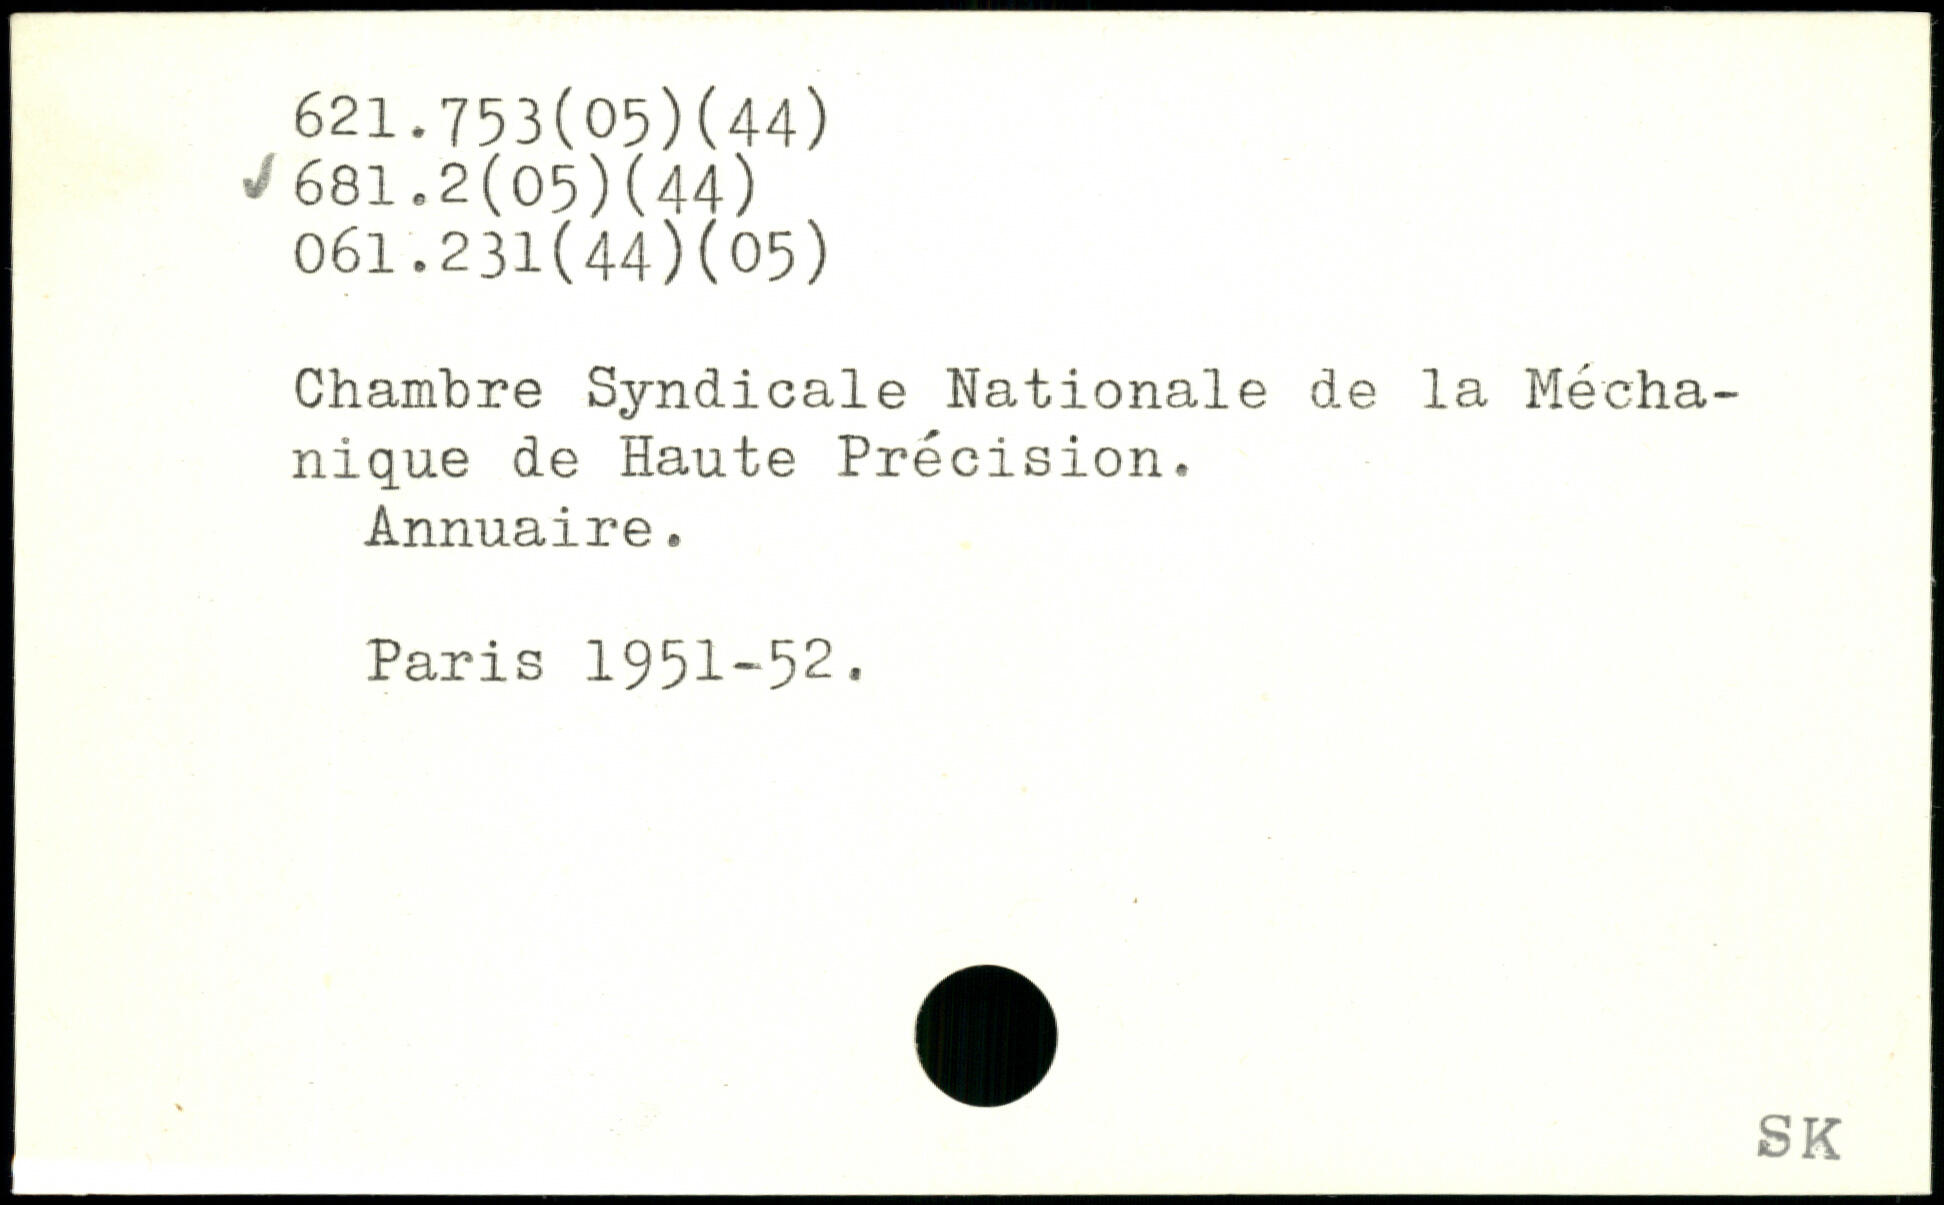 621.753(05)(44)
✓ 681.2(05)(44)
061.231(44)(05)
Chambre Syndicale Nationale de la Mécha-
nique de Haute Précision.
Annuaire.
Paris 1951-52.
SK